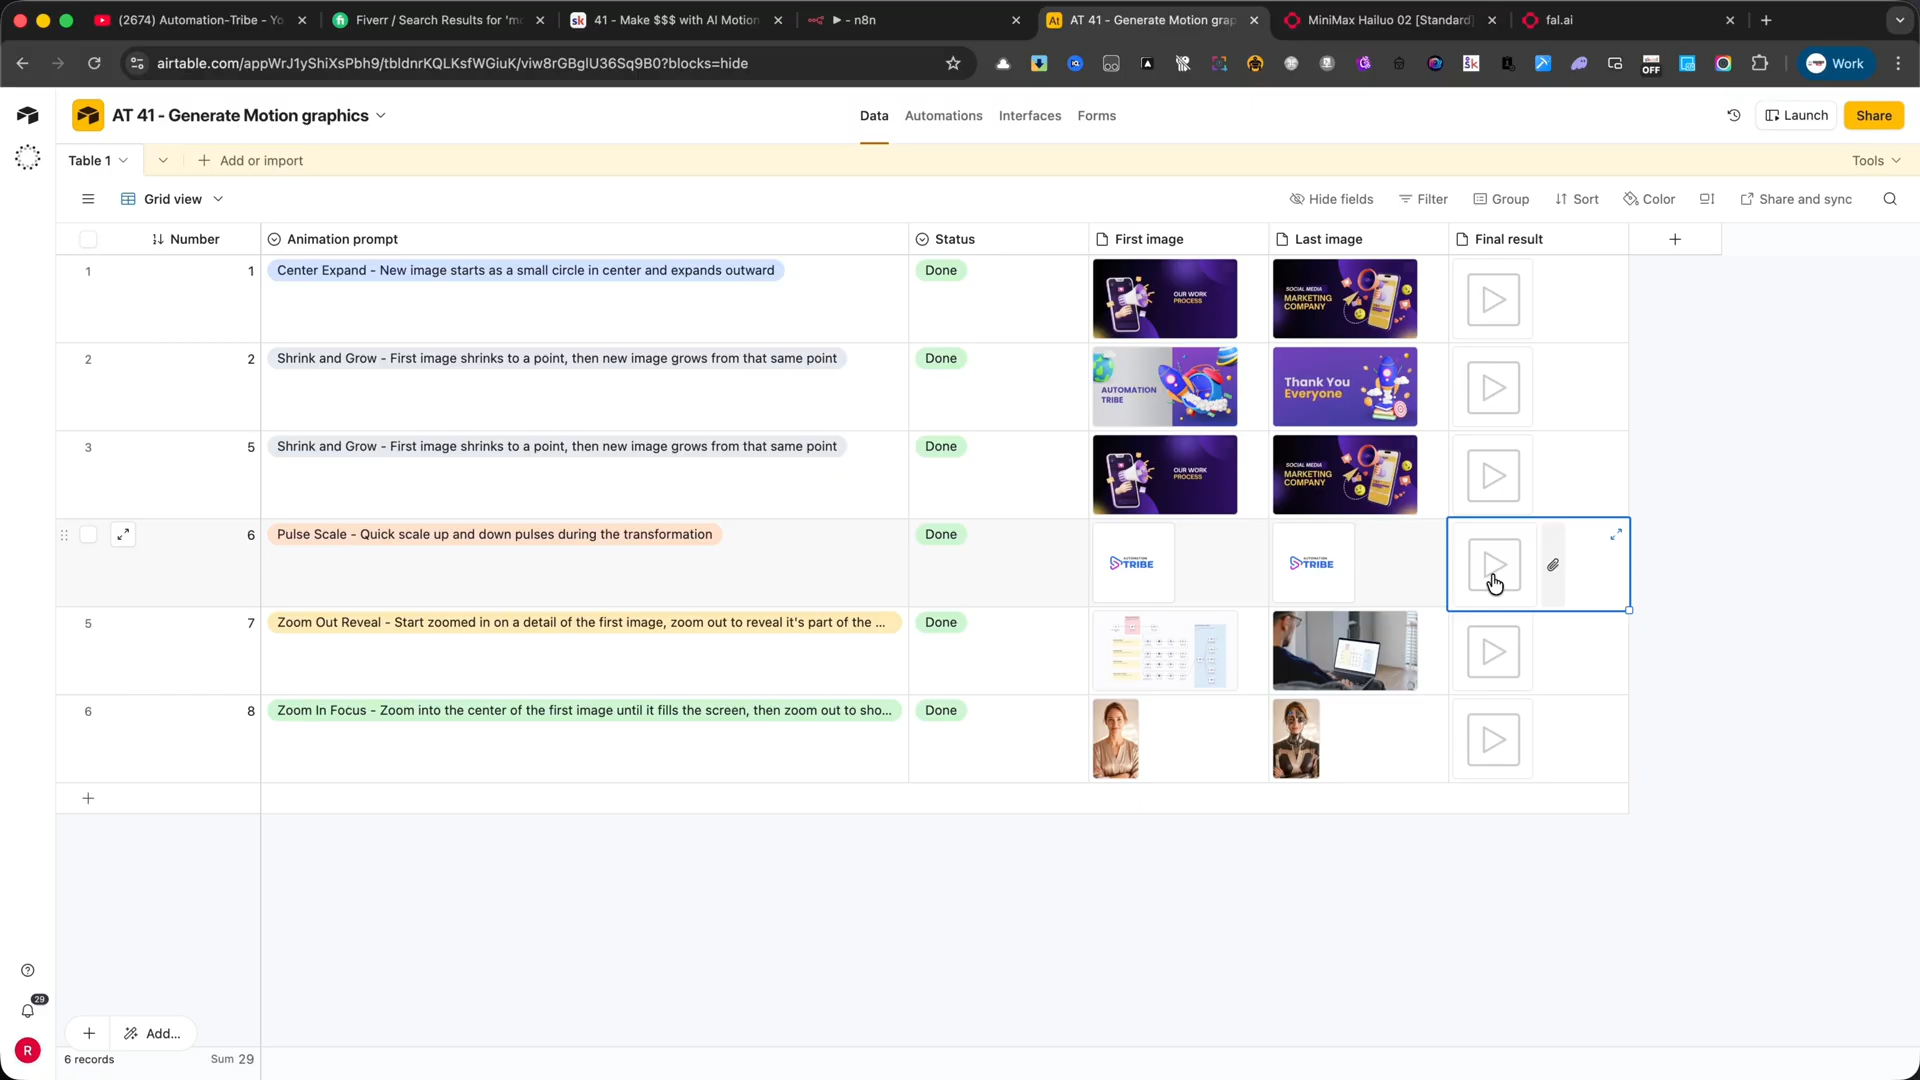 (2674) Automation-Tribe - Yo
Fiverr / Search Results for 'mo
41 - Make $$$ with AI Motion
- n8n
AT 41 - Generate Motion grap
MiniMax Hailuo 02 [Standard]
fal.ai
airtable.com/appWrJ1yShiXsPbh9/tbldnrKQLKsfWGiuK/viw8rGBglU36Sq9B0?blocks=hide
OFF
Work
AT 41 - Generate Motion graphics
Data
Automations
Interfaces
Forms
Launch
Share
Table 1
Add or import
Tools
Grid view
Hide fields
Filter
Group
Sort
Color
Share and sync
Number
Animation prompt
Status
First image
Last image
Final result
1
1
Center Expand - New image starts as a small circle in center and expands outward
Done
OUR WORK
PROCESS
SOCIAL MEDIA
MARKETING
COMPANY
2
2
Shrink and Grow - First image shrinks to a point, then new image grows from that same point
Done
AUTOMATION
TRIBE
Thank You
Everyone
3
5
Shrink and Grow - First image shrinks to a point, then new image grows from that same point
Done
OUR WORK
PROCESS
SOCIAL MEDIA
MARKETING
COMPANY
6
Pulse Scale - Quick scale up and down pulses during the transformation
Done
AUTOMATION
TRIBE
AUTOMATION
TRIBE
5
7
Zoom Out Reveal - Start zoomed in on a detail of the first image, zoom out to reveal it's part of the ...
Done
6
8
Zoom In Focus - Zoom into the center of the first image until it fills the screen, then zoom out to sho...
Done
29
Add...
R
6 records
Sum 29